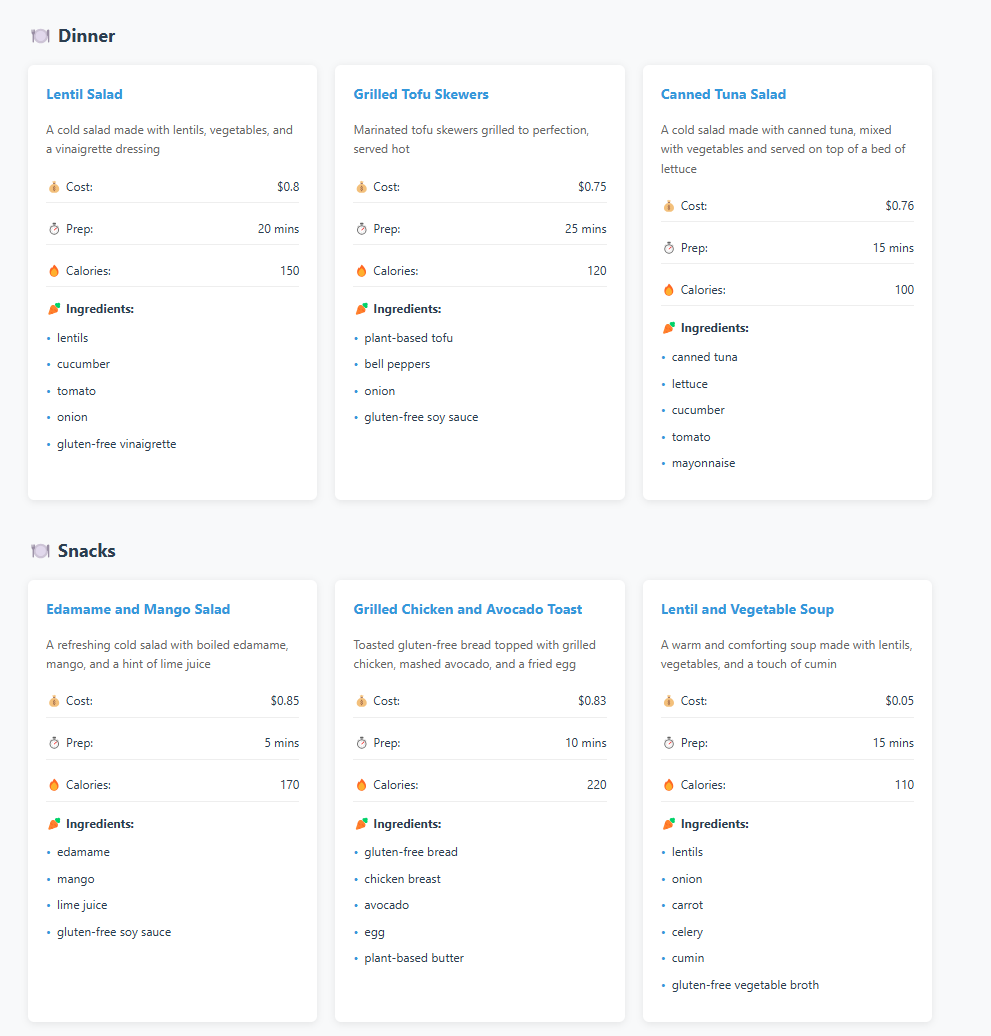 Dinner
Lentil Salad
A cold salad made with lentils, vegetables, and
a vinaigrette dressing
Cost: $0.8
Prep: 20 mins
Calories: 150
Ingredients:
• lentils
• cucumber
• tomato
• onion
• gluten-free vinaigrette
Grilled Tofu Skewers
Marinated tofu skewers grilled to perfection,
served hot
Cost: $0.75
Prep: 25 mins
Calories: 120
Ingredients:
• plant-based tofu
• bell peppers
• onion
• gluten-free soy sauce
Canned Tuna Salad
A cold salad made with canned tuna, mixed
with vegetables and served on top of a bed of
lettuce
Cost: $0.76
Prep: 15 mins
Calories: 100
Ingredients:
• canned tuna
• lettuce
• cucumber
• tomato
• mayonnaise
Snacks
Edamame and Mango Salad
A refreshing cold salad with boiled edamame,
mango, and a hint of lime juice
Cost: $0.85
Prep: 5 mins
Calories: 170
Ingredients:
• edamame
• mango
• lime juice
• gluten-free soy sauce
Grilled Chicken and Avocado Toast
Toasted gluten-free bread topped with grilled
chicken, mashed avocado, and a fried egg
Cost: $0.83
Prep: 10 mins
Calories: 220
Ingredients:
• gluten-free bread
• chicken breast
• avocado
• egg
• plant-based butter
Lentil and Vegetable Soup
A warm and comforting soup made with lentils,
vegetables, and a touch of cumin
Cost: $0.05
Prep: 15 mins
Calories: 110
Ingredients:
• lentils
• onion
• carrot
• celery
• cumin
• gluten-free vegetable broth